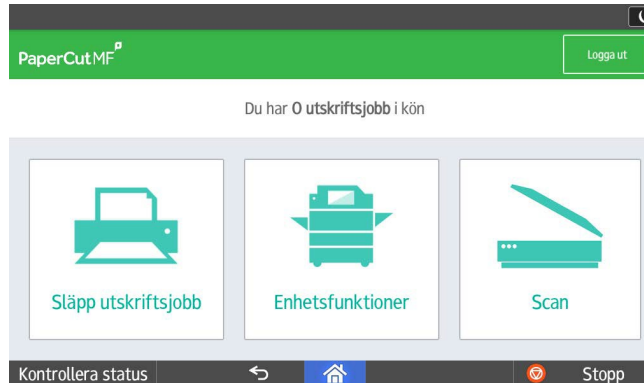 PaperCut MF
Logga ut
Du har 0 utskriftsjobb i kön
Släpp utskriftsjobb
Enhetsfunktioner
Scan
Kontrollera status
Stopp